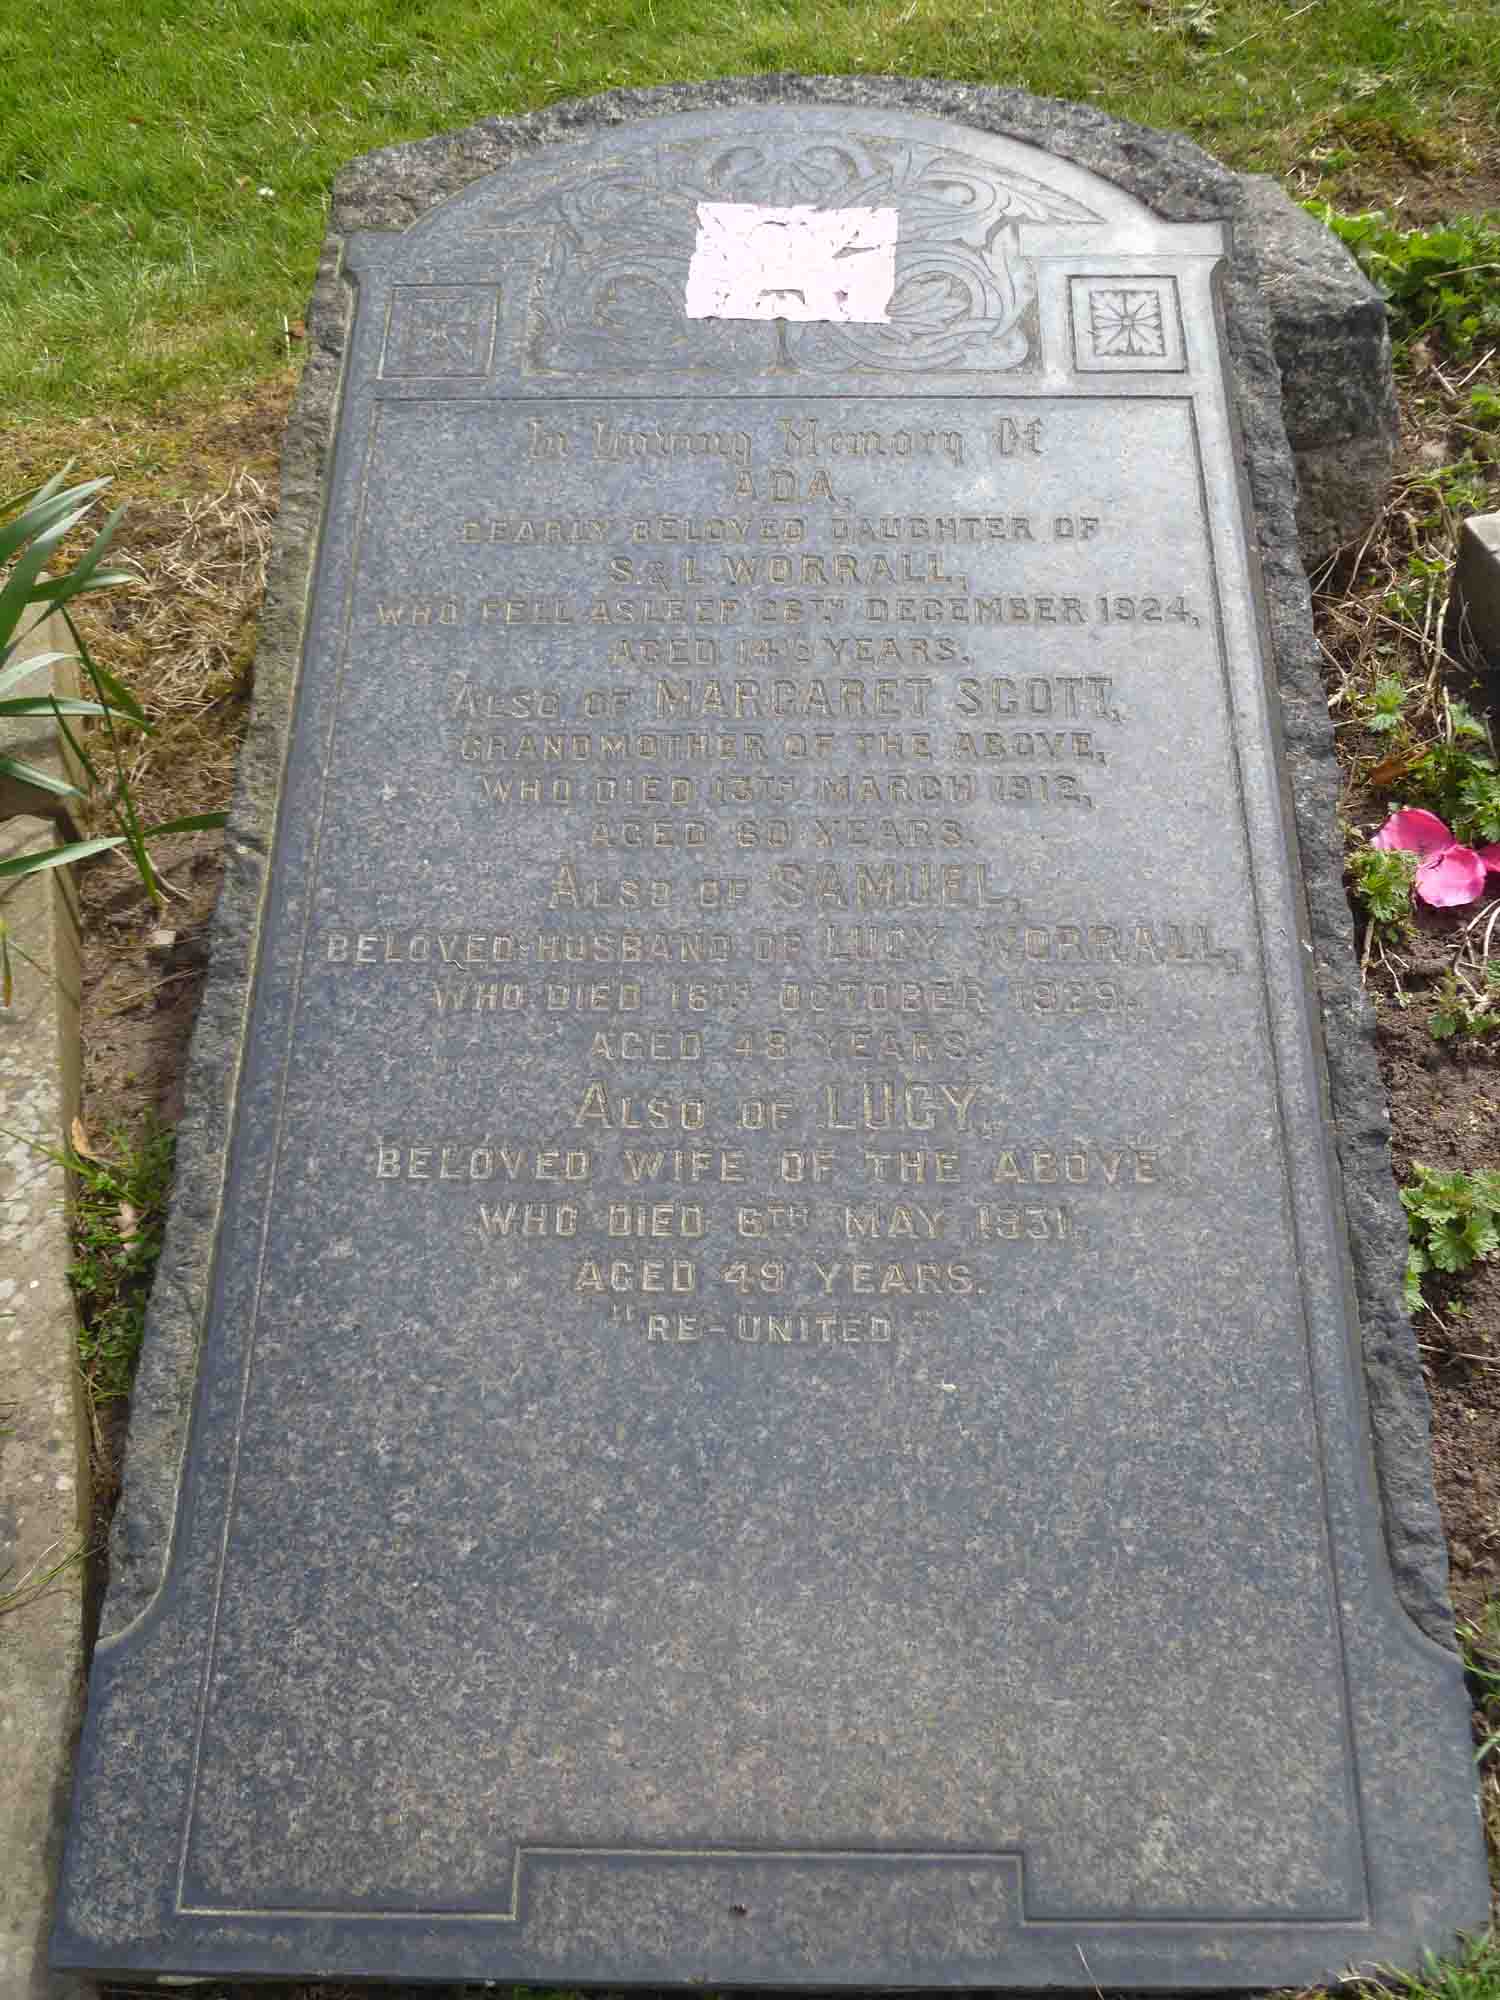 In Loving Memory Of
ADA,
DEARLY BELOVED DAUGHTER OF
S. & L. WORRALL,
WHO FELL ASLEEP 26TH DECEMBER 1924,
AGED 14½ YEARS.
ALSO OF MARGARET SCOTT,
GRANDMOTHER OF THE ABOVE,
WHO DIED 13TH MARCH 1912,
AGED 60 YEARS.
ALSO OF SAMUEL,
BELOVED HUSBAND OF LUCY WORRALL,
WHO DIED 16TH OCTOBER 1929,
AGED 48 YEARS.
ALSO OF LUCY,
BELOVED WIFE OF THE ABOVE
WHO DIED 6TH MAY 1931,
AGED 49 YEARS.
"RE-UNITED"